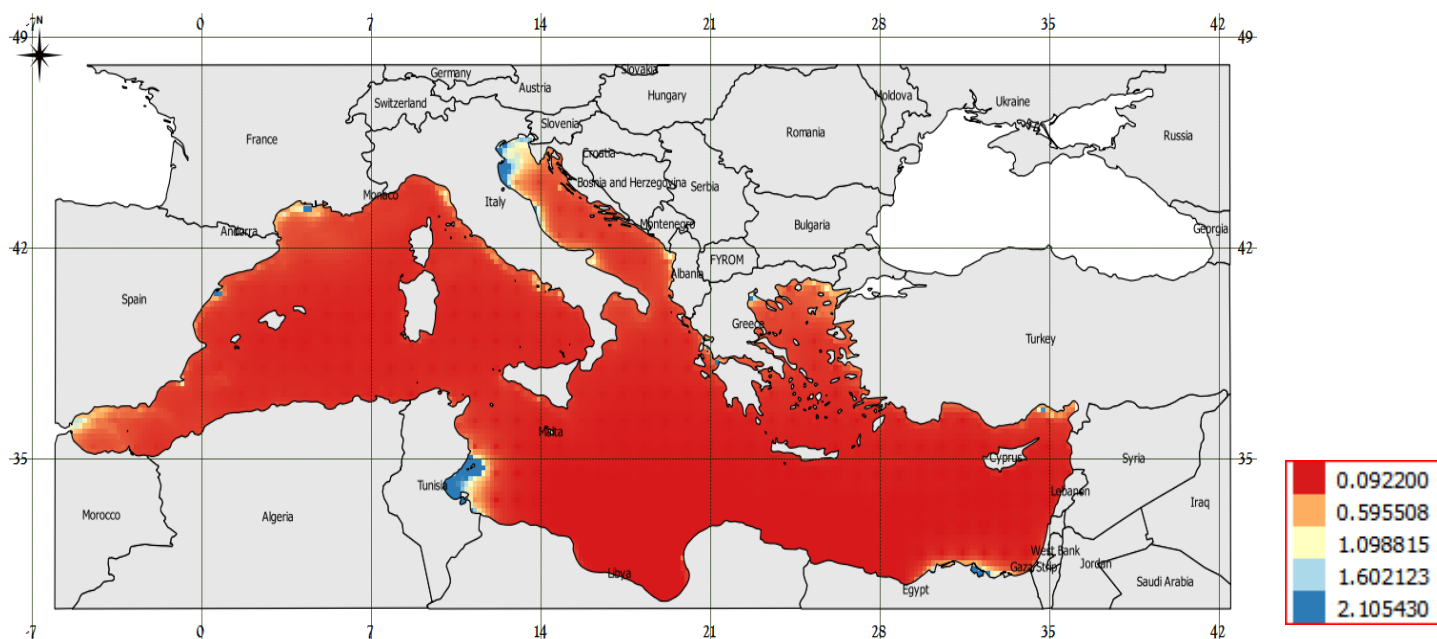 -7 0 7 14 21 28 35 42
N
49 49
Germany Slovakia
Austria
Switzerland Hungary Moldova Ukraine
Slovenia
France Croatia Romania Russia
Bosnia and Herzegovina Serbia
Monaco Italy
Montenegro Bulgaria Georgia
Andorra
42 42
FYROM
Albania
Spain
Greece
Turkey
Malta
35 35
Cyprus Syria
Tunisia
Lebanon
Iraq
Morocco Algeria
West Bank
Gaza Strip Jordan
Libya
Egypt Saudi Arabia
-7 0 7 14 21 28 35 42
0.092200
0.595508
1.098815
1.602123
2.105430